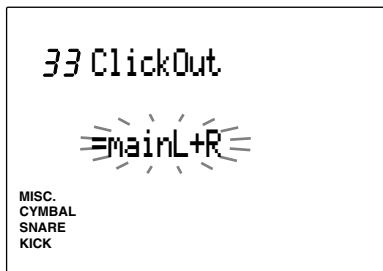 33 ClickOut
=mainL+R
MISC.
CYMBAL
SNARE
KICK